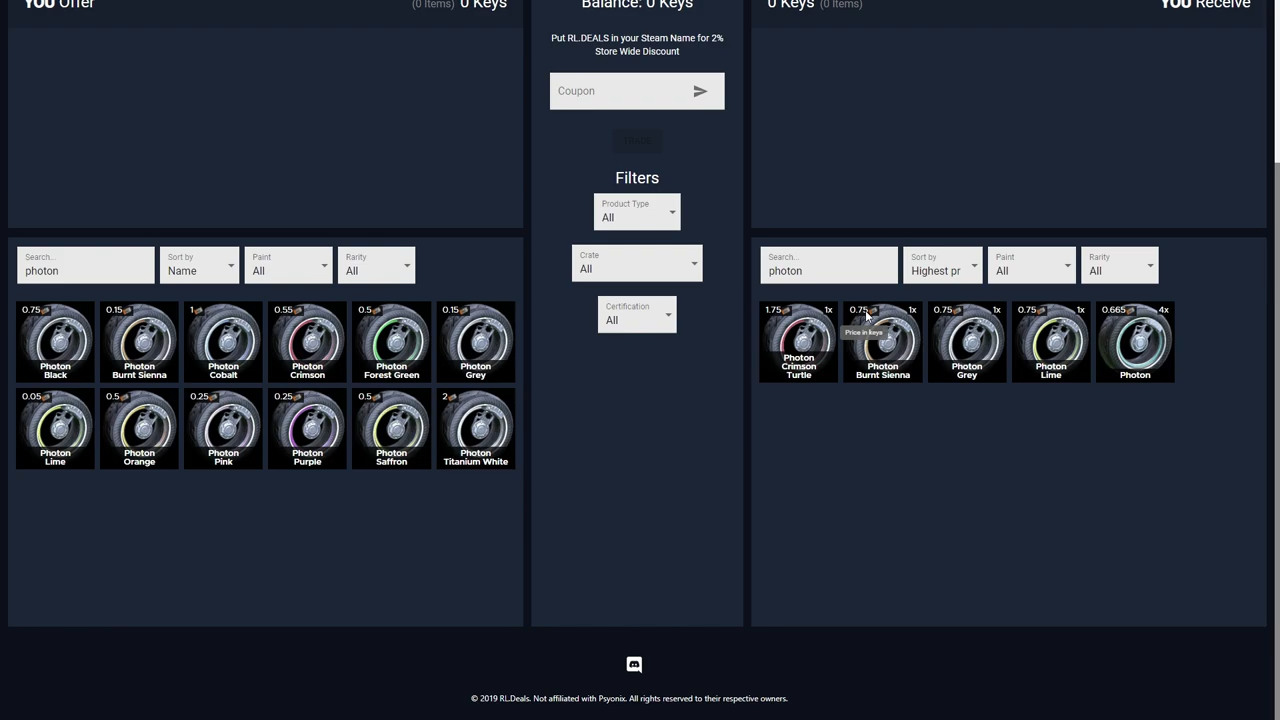 YOU Offer
(0 Items) 0 Keys
Balance: 0 Keys
0 Keys (0 Items)
YOU Receive
Put RL.DEALS in your Steam Name for 2%
Store Wide Discount
Coupon
TRADE
Filters
Product Type
All
Crate
All
Certification
All
Search...
photon
Sort by
Name
Paint
All
Rarity
All
0.75
Photon
Black
0.15
Photon
Burnt Sienna
1
Photon
Cobalt
0.55
Photon
Crimson
0.5
Photon
Forest Green
0.15
Photon
Grey
0.05
Photon
Lime
0.5
Photon
Orange
0.25
Photon
Pink
0.25
Photon
Purple
0.5
Photon
Saffron
2
Photon
Titanium White
Search...
photon
Sort by
Highest pr
Paint
All
Rarity
All
1.75 1x
Photon
Crimson
Turtle
0.75 1x
Price in keys
Photon
Burnt Sienna
0.75 1x
Photon
Grey
0.75 1x
Photon
Lime
0.665 4x
Photon
© 2019 RL.Deals. Not affiliated with Psyonix. All rights reserved to their respective owners.